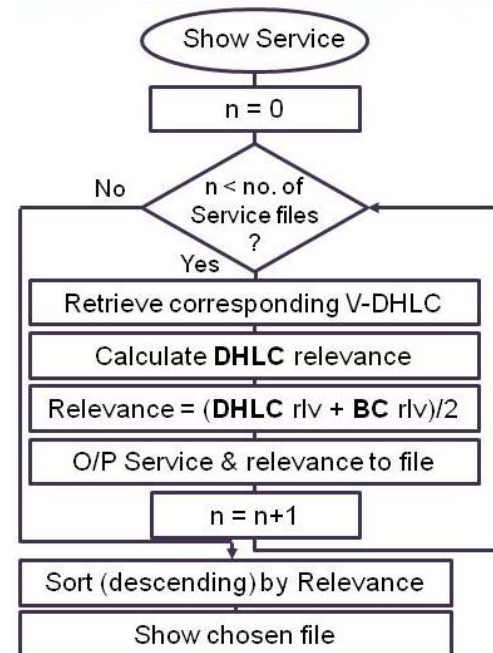 Show Service
n = 0
No
n < no. of
Service files
?
Yes
Retrieve corresponding V-DHLC
Calculate DHLC relevance
Relevance = (DHLC rlv + BC rlv)/2
O/P Service & relevance to file
n = n+1
Sort (descending) by Relevance
Show chosen file